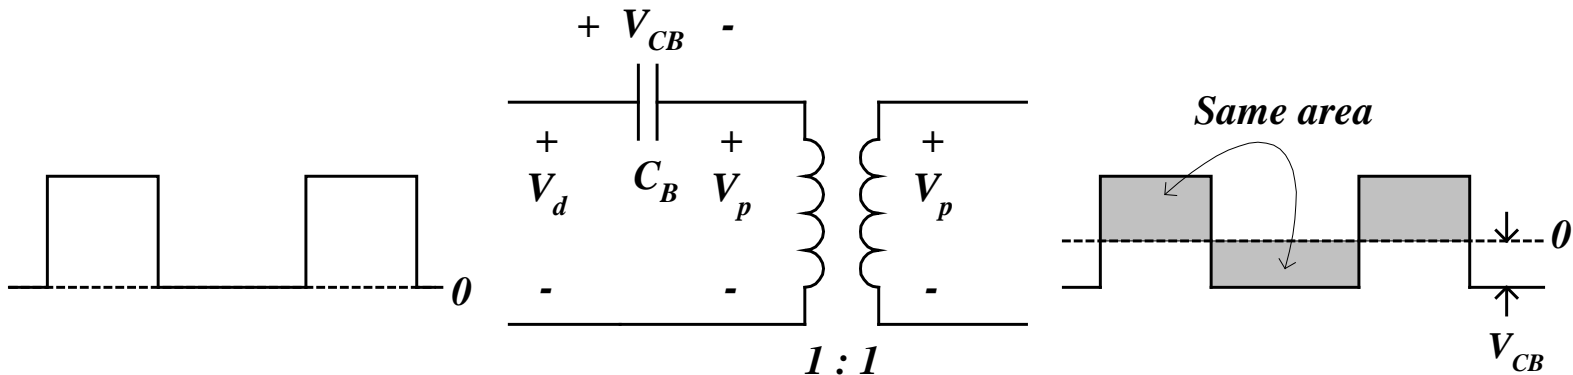 0
+ V_CB -
+
V_d
-
C_B
+
V_p
-
+
V_p
-
1 : 1
Same area
0
V_CB